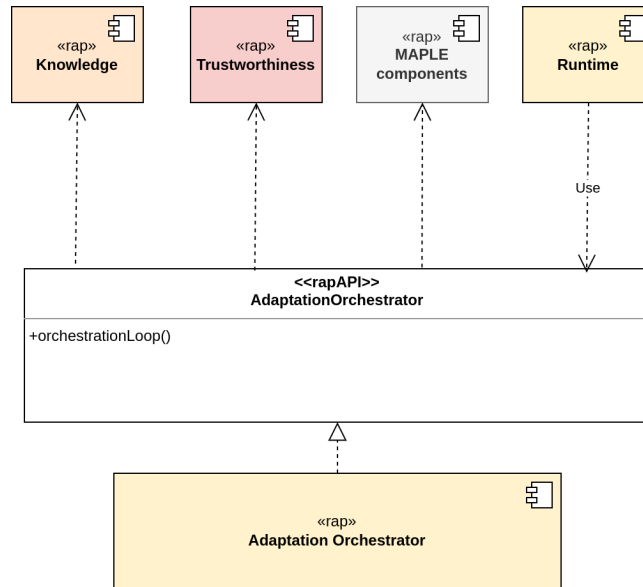 «rap»
Knowledge
«rap»
Trustworthiness
«rap»
MAPLE
components
«rap»
Runtime
Use
<<rapAPI>>
AdaptationOrchestrator
+orchestrationLoop()
«rap»
Adaptation Orchestrator